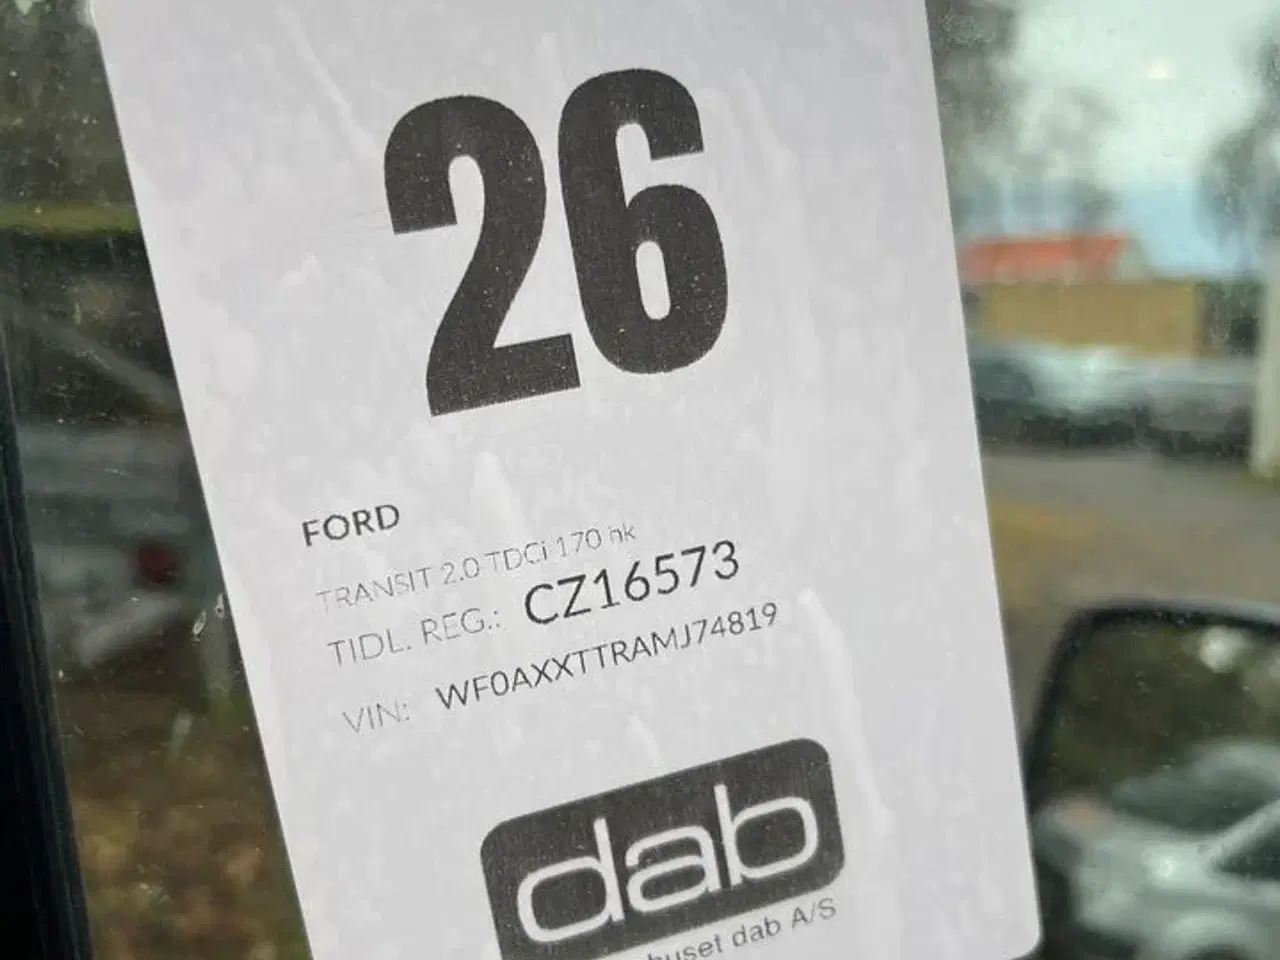 26
FORD
TRANSIT 2.0 TDCi 170 hk
TIDL. REG.: CZ16573
VIN: WF0AXXTTRAMJ74819
dab
huset dab A/S